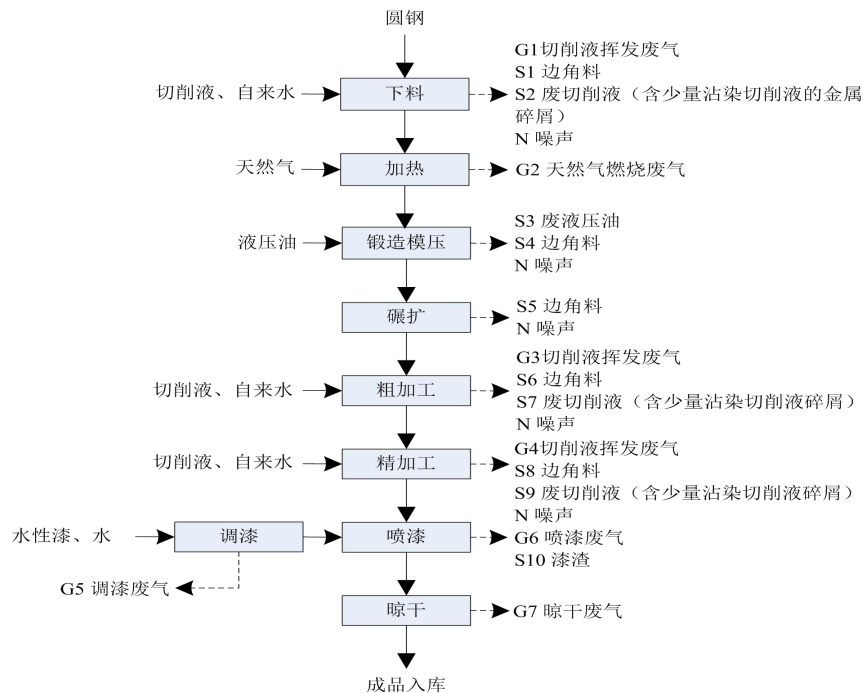 圆钢
G1切削液挥发废气
S1 边角料
切削液、自来水
下料
S2 废切削液（含少量沾染切削液的金属
碎屑）
N 噪声
天然气
加热
G2 天然气燃烧废气
S3 废液压油
液压油
锻造模压
S4 边角料
N 噪声
碾扩
S5 边角料
N 噪声
G3切削液挥发废气
切削液、自来水
粗加工
S6 边角料
S7 废切削液（含少量沾染切削液碎屑）
N 噪声
G4切削液挥发废气
切削液、自来水
精加工
S8 边角料
S9 废切削液（含少量沾染切削液碎屑）
N 噪声
水性漆、水
调漆
喷漆
G6 喷漆废气
S10 漆渣
G5 调漆废气
晾干
G7 晾干废气
成品入库